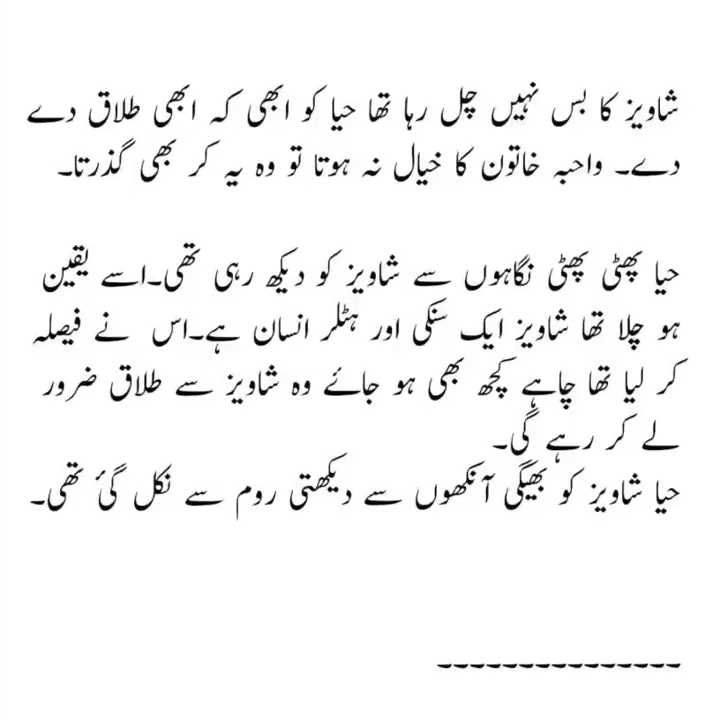 شاویز کا بس نہیں چل رہا تھا حیا کو ابھی کہ ابھی طلاق دے
دے۔ واحبہ خاتون کا خیال نہ ہوتا تو وہ یہ کر بھی گذرتا۔
حیا پھٹی پھٹی نگاہوں سے شاویز کو دیکھ رہی تھی۔اسے یقین
ہو چلا تھا شاویز ایک سنکی اور ہٹلر انسان ہے۔اس نے فیصلہ
کر لیا تھا چاہے کچھ بھی ہو جائے وہ شاویز سے طلاق ضرور
لے کر رہے گی۔
حیا شاویز کو بھیگی آنکھوں سے دیکھتی روم سے نکل گئ تھی۔
---------------